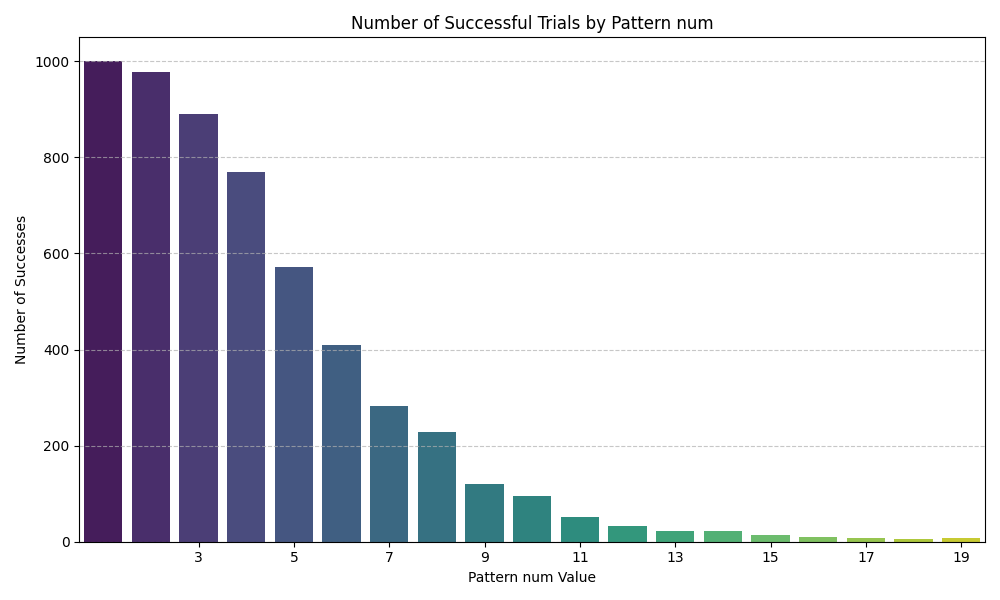 Number of Successful Trials by Pattern num
Number of Successes
1000
800
600
400
200
0
3 5 7 9 11 13 15 17 19
Pattern num Value